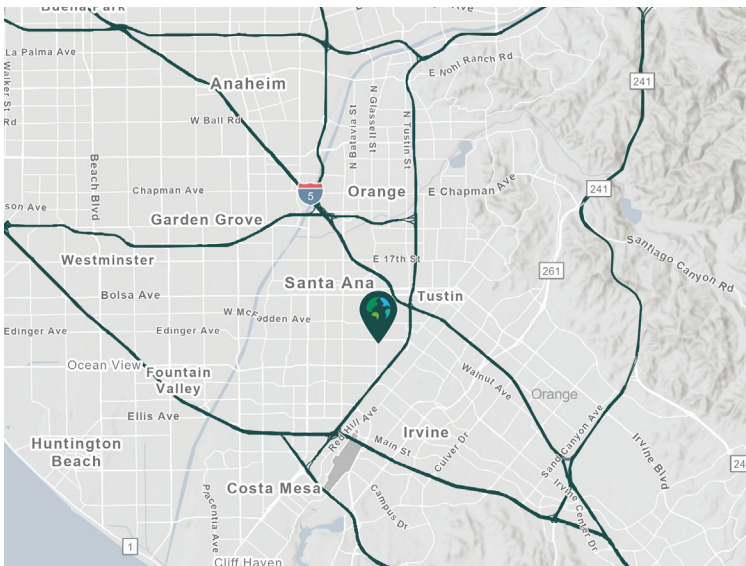 Buena Park
La Palma Ave
E Nohl Ranch Rd
Walker St
Anaheim
241
N Batavia St
N Glassell St
N Tustin St
Rd
W Ball Rd
Beach Blvd
Chapman Ave
5
Orange
E Chapman Ave
241
son Ave
Garden Grove
Westminster
E 17th St
Santiago Canyon Rd
261
Santa Ana
Bolsa Ave
Tustin
W McFadden Ave
Edinger Ave
Edinger Ave
Ocean View
Fountain
Valley
Walnut Ave
Orange
Ellis Ave
Red Hill Ave
Irvine
Sand Canyon Ave
Huntington
Beach
Main St
Culver Dr
Irvine Blvd
24
Costa Mesa
Placentia Ave
Campus Dr
Irvine Center Dr
1
Cliff Haven